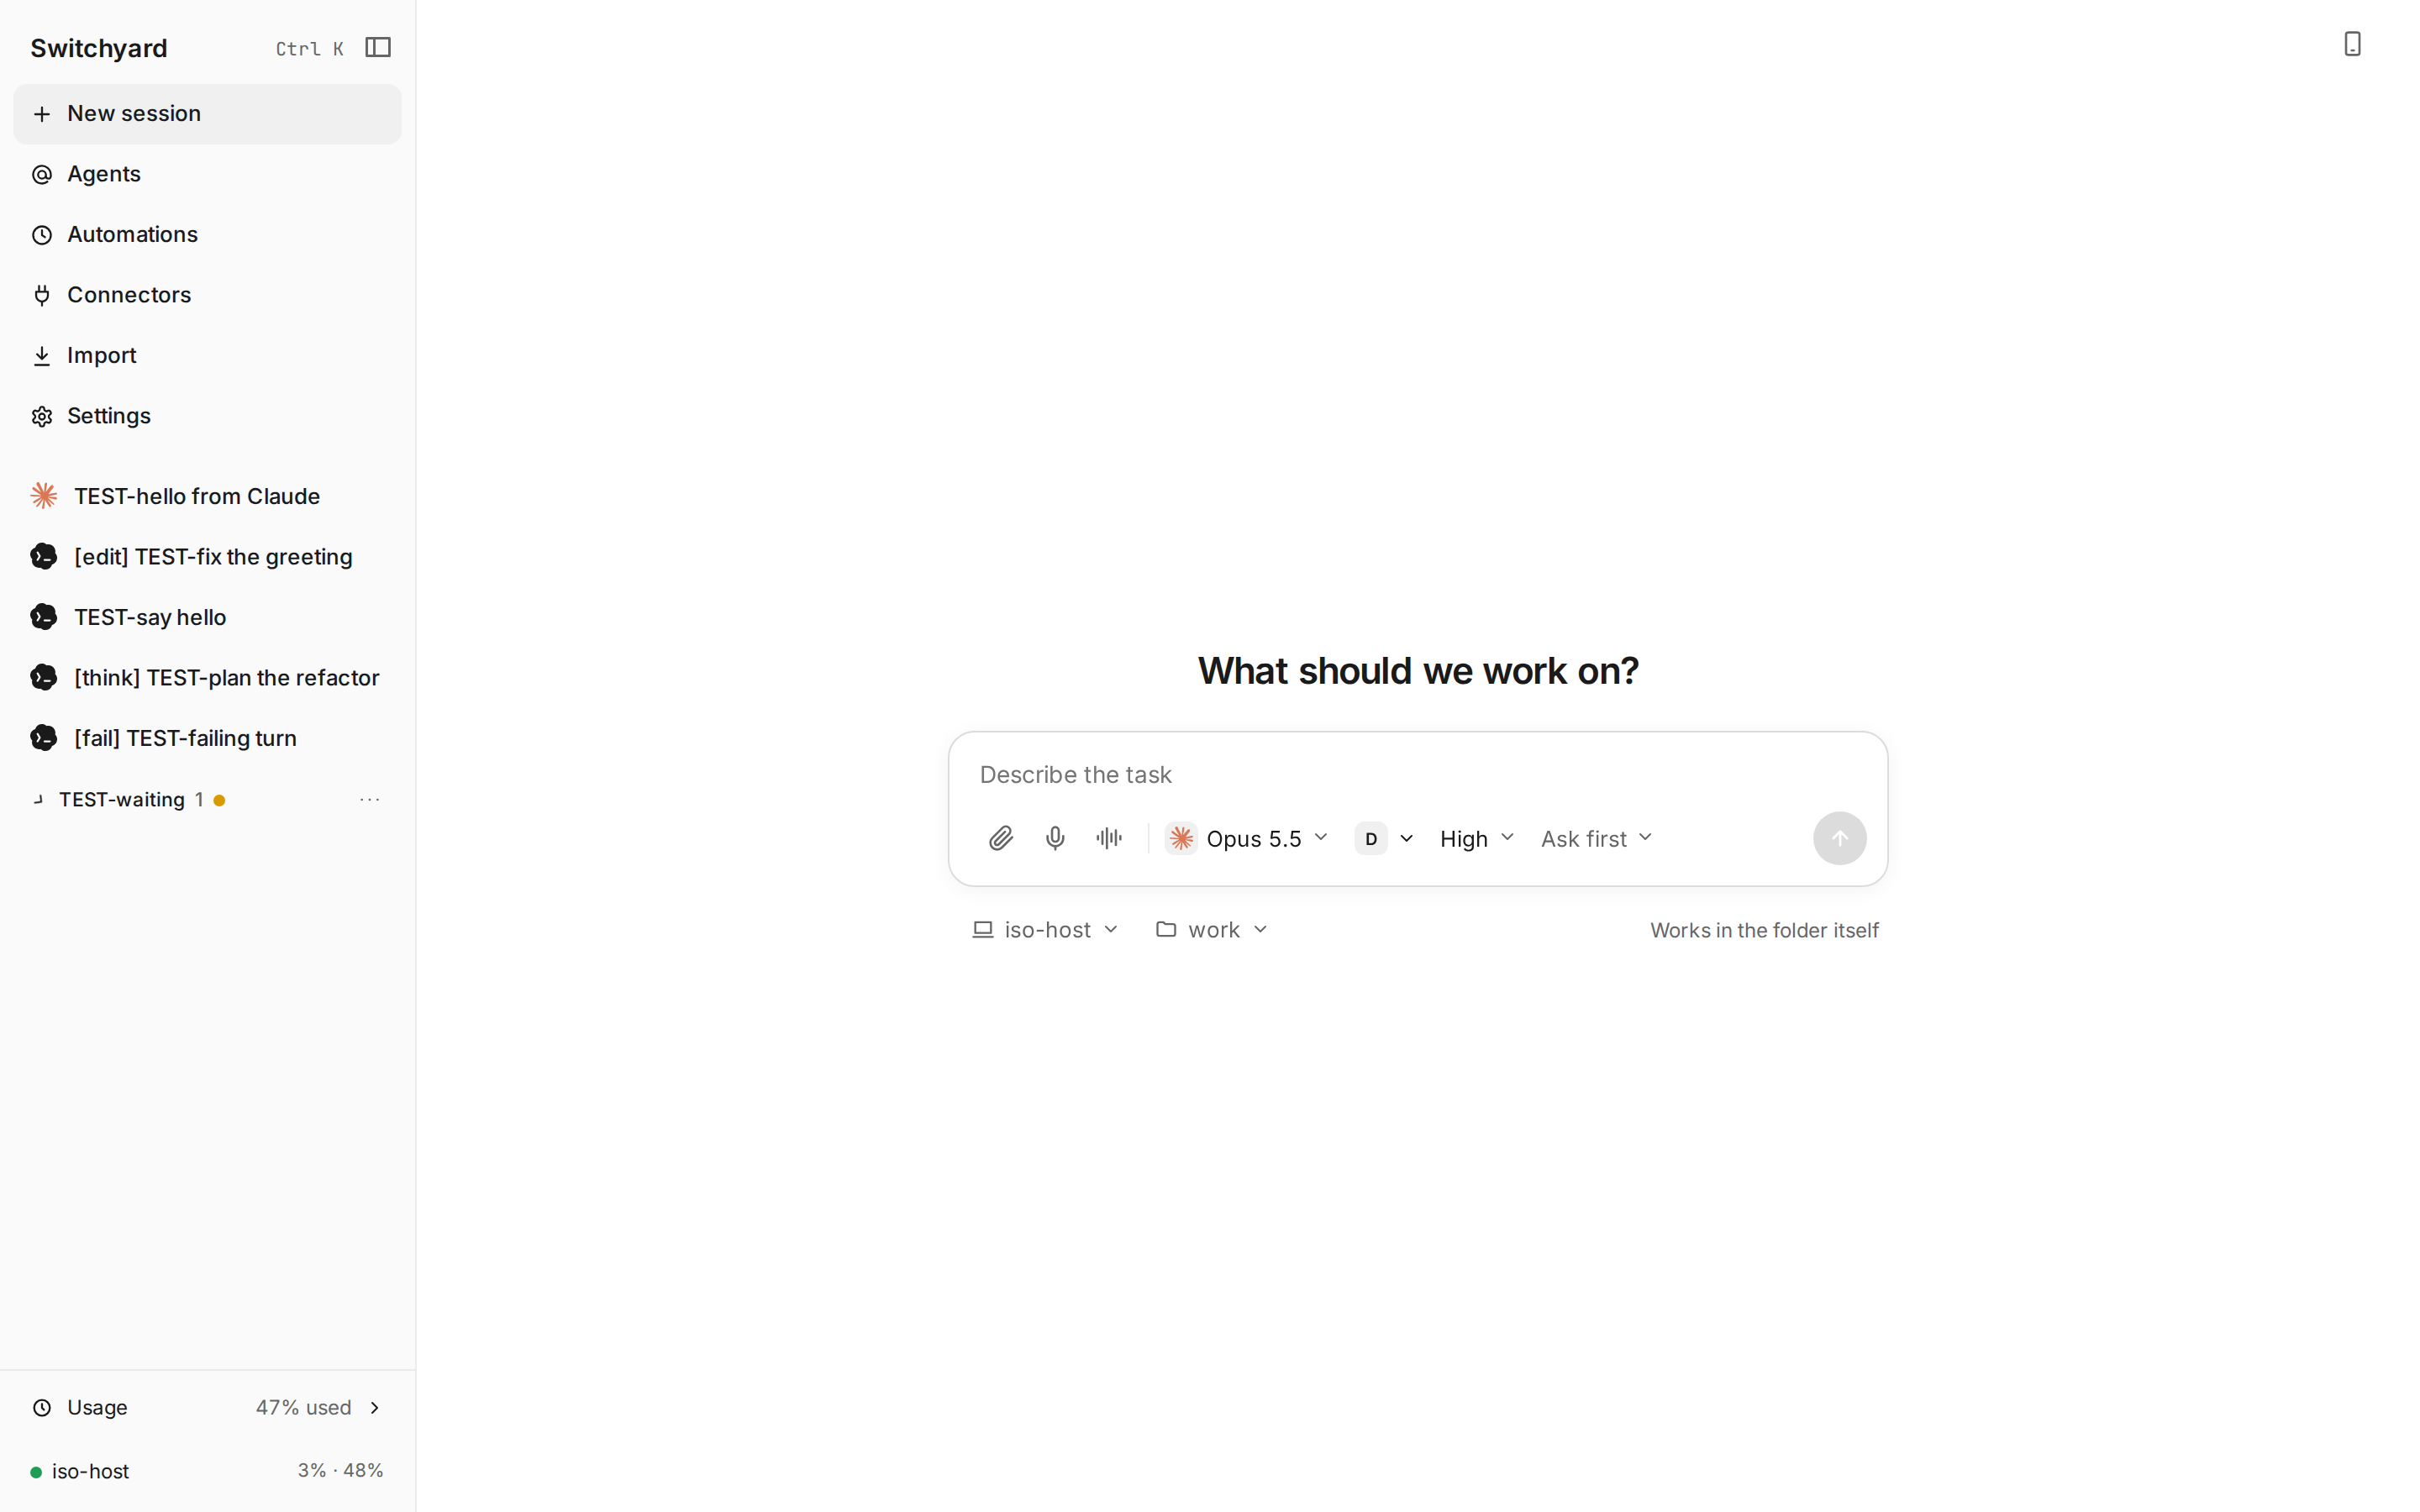 Switchyard Ctrl K
New session
Agents
Automations
Connectors
Import
Settings
TEST-hello from Claude
[edit] TEST-fix the greeting
TEST-say hello
[think] TEST-plan the refactor
[fail] TEST-failing turn
TEST-waiting 1
Usage 47% used
iso-host 3% · 48%
What should we work on?
Describe the task
Opus 5.5 D High Ask first
iso-host work Works in the folder itself